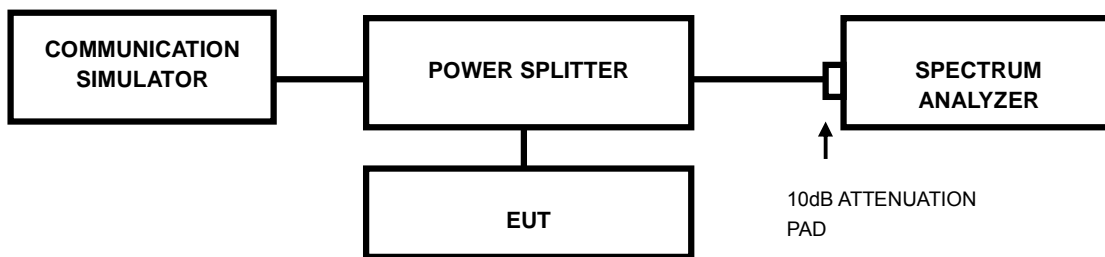 COMMUNICATION
SIMULATOR
POWER SPLITTER
SPECTRUM
ANALYZER
EUT
10dB ATTENUATION
PAD